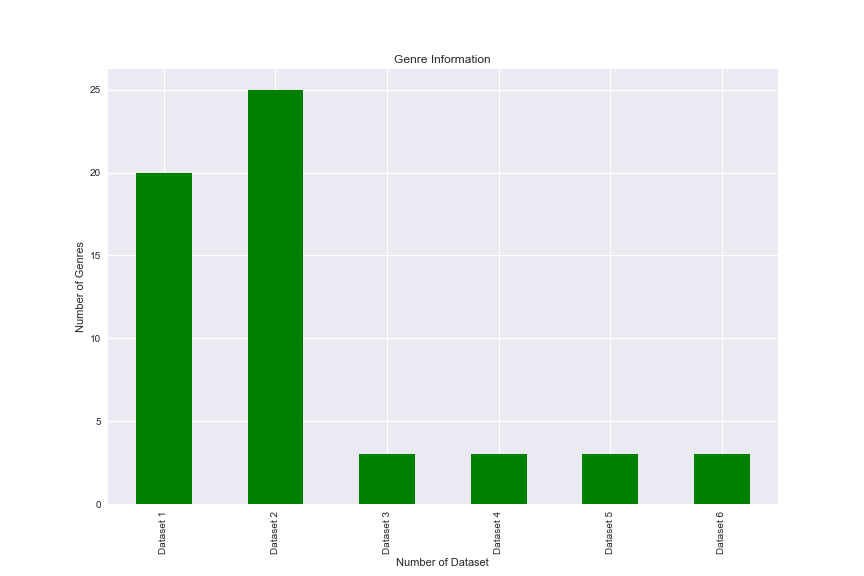 Genre Information
25
20
15
10
5
0
Number of Genres
Dataset 1
Dataset 2
Dataset 3
Dataset 4
Dataset 5
Dataset 6
Number of Dataset